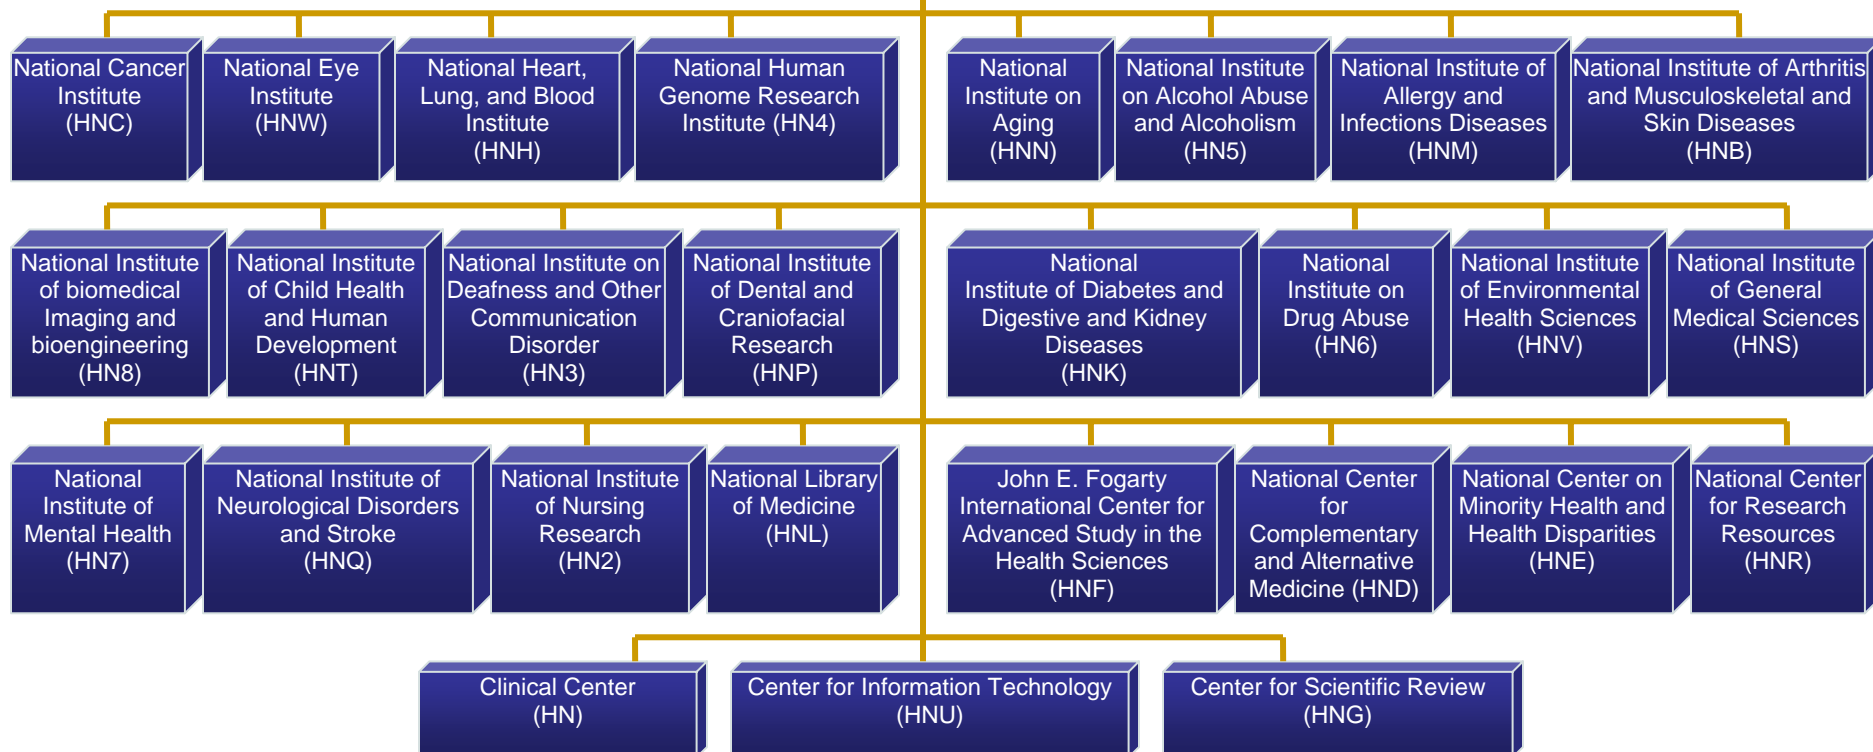 National Cancer
Institute
(HNC)
National Eye
Institute
(HNW)
National Heart,
Lung, and Blood
Institute
(HNH)
National Human
Genome Research
Institute (HN4)
National
Institute on
Aging
(HNN)
National Institute
on Alcohol Abuse
and Alcoholism
(HN5)
National Institute of
Allergy and
Infections Diseases
(HNM)
National Institute of Arthritis
and Musculoskeletal and
Skin Diseases
(HNB)
National Institute
of biomedical
Imaging and
bioengineering
(HN8)
National Institute
of Child Health
and Human
Development
(HNT)
National Institute on
Deafness and Other
Communication
Disorder
(HN3)
National Institute
of Dental and
Craniofacial
Research
(HNP)
National
Institute of Diabetes and
Digestive and Kidney
Diseases
(HNK)
National
Institute on
Drug Abuse
(HN6)
National Institute
of Environmental
Health Sciences
(HNV)
National Institute
of General
Medical Sciences
(HNS)
National
Institute of
Mental Health
(HN7)
National Institute of
Neurological Disorders
and Stroke
(HNQ)
National Institute
of Nursing
Research
(HN2)
National Library
of Medicine
(HNL)
John E. Fogarty
International Center for
Advanced Study in the
Health Sciences
(HNF)
National Center
for
Complementary
and Alternative
Medicine (HND)
National Center on
Minority Health and
Health Disparities
(HNE)
National Center
for Research
Resources
(HNR)
Clinical Center
(HN)
Center for Information Technology
(HNU)
Center for Scientific Review
(HNG)